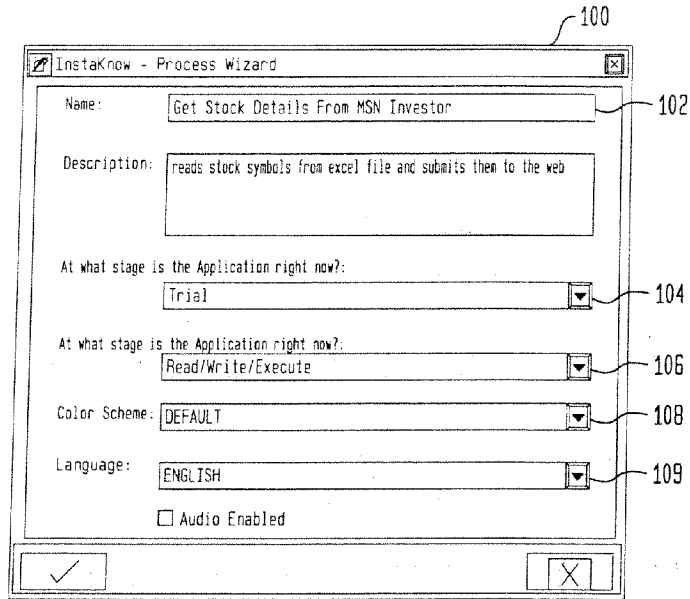 100
InstaKnow - Process Wizard
Name: Get Stock Details From MSN Investor 102
Description: reads stock symbols from excel file and submits them to the web
At what stage is the Application right now?:
Trial 104
At what stage is the Application right now?:
Read/Write/Execute 106
Color Scheme: DEFAULT 108
Language: ENGLISH 109
Audio Enabled